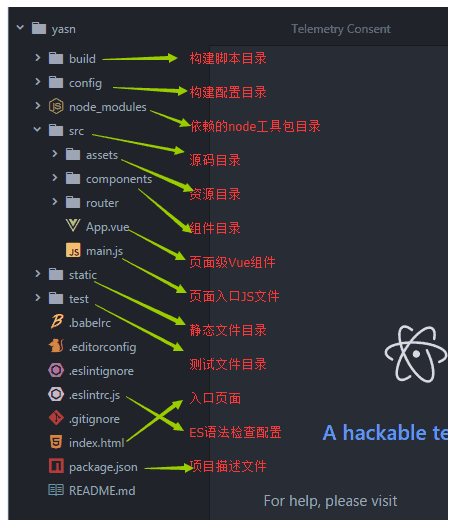 yasn
Telemetry Consent
build
构建脚本目录
config
构建配置目录
node_modules
依赖的node工具包目录
src
源码目录
assets
资源目录
components
组件目录
router
App.vue
页面级Vue组件
main.js
页面入口JS文件
static
静态文件目录
test
测试文件目录
.babelrc
.editorconfig
.eslintignore
入口页面
.eslintrc.js
.gitignore
ES语法检查配置
A hackable te
index.html
package.json
项目描述文件
README.md
For help, please visit